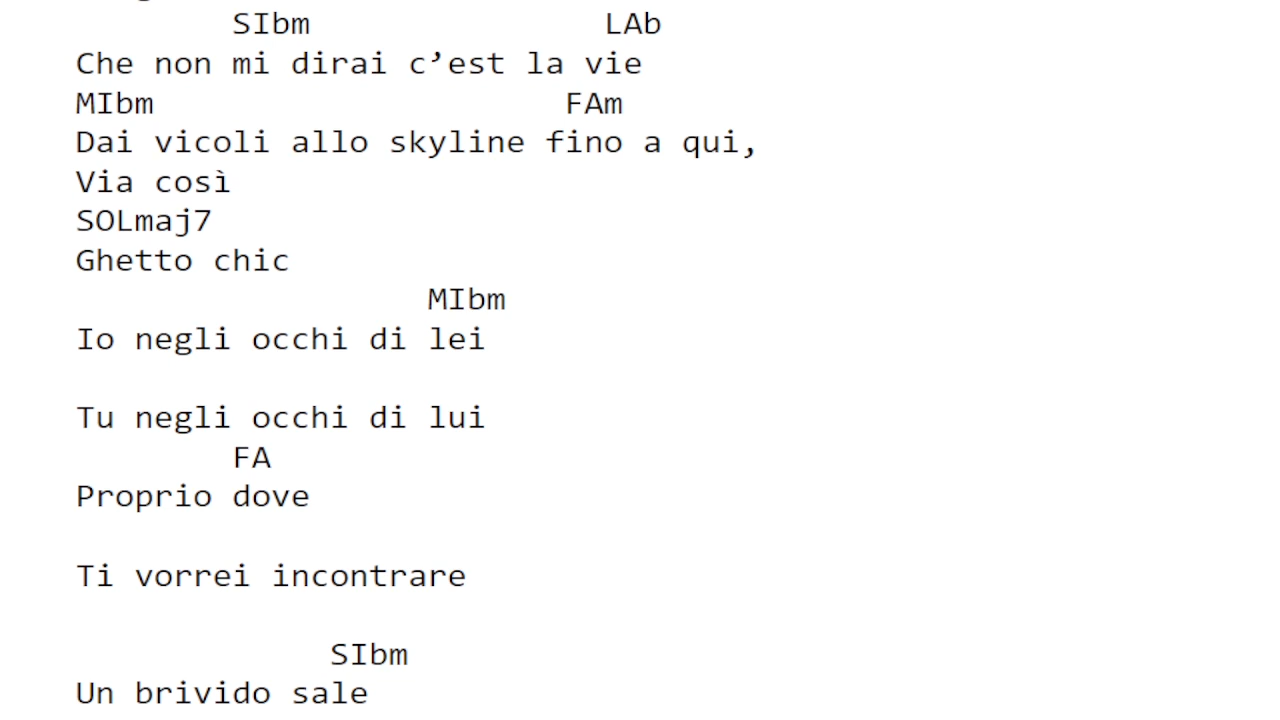 SIbm LAb
Che non mi dirai c’est la vie
MIbm FAm
Dai vicoli allo skyline fino a qui,
Via così
SOLmaj7
Ghetto chic
MIbm
Io negli occhi di lei
Tu negli occhi di lui
FA
Proprio dove
Ti vorrei incontrare
SIbm
Un brivido sale